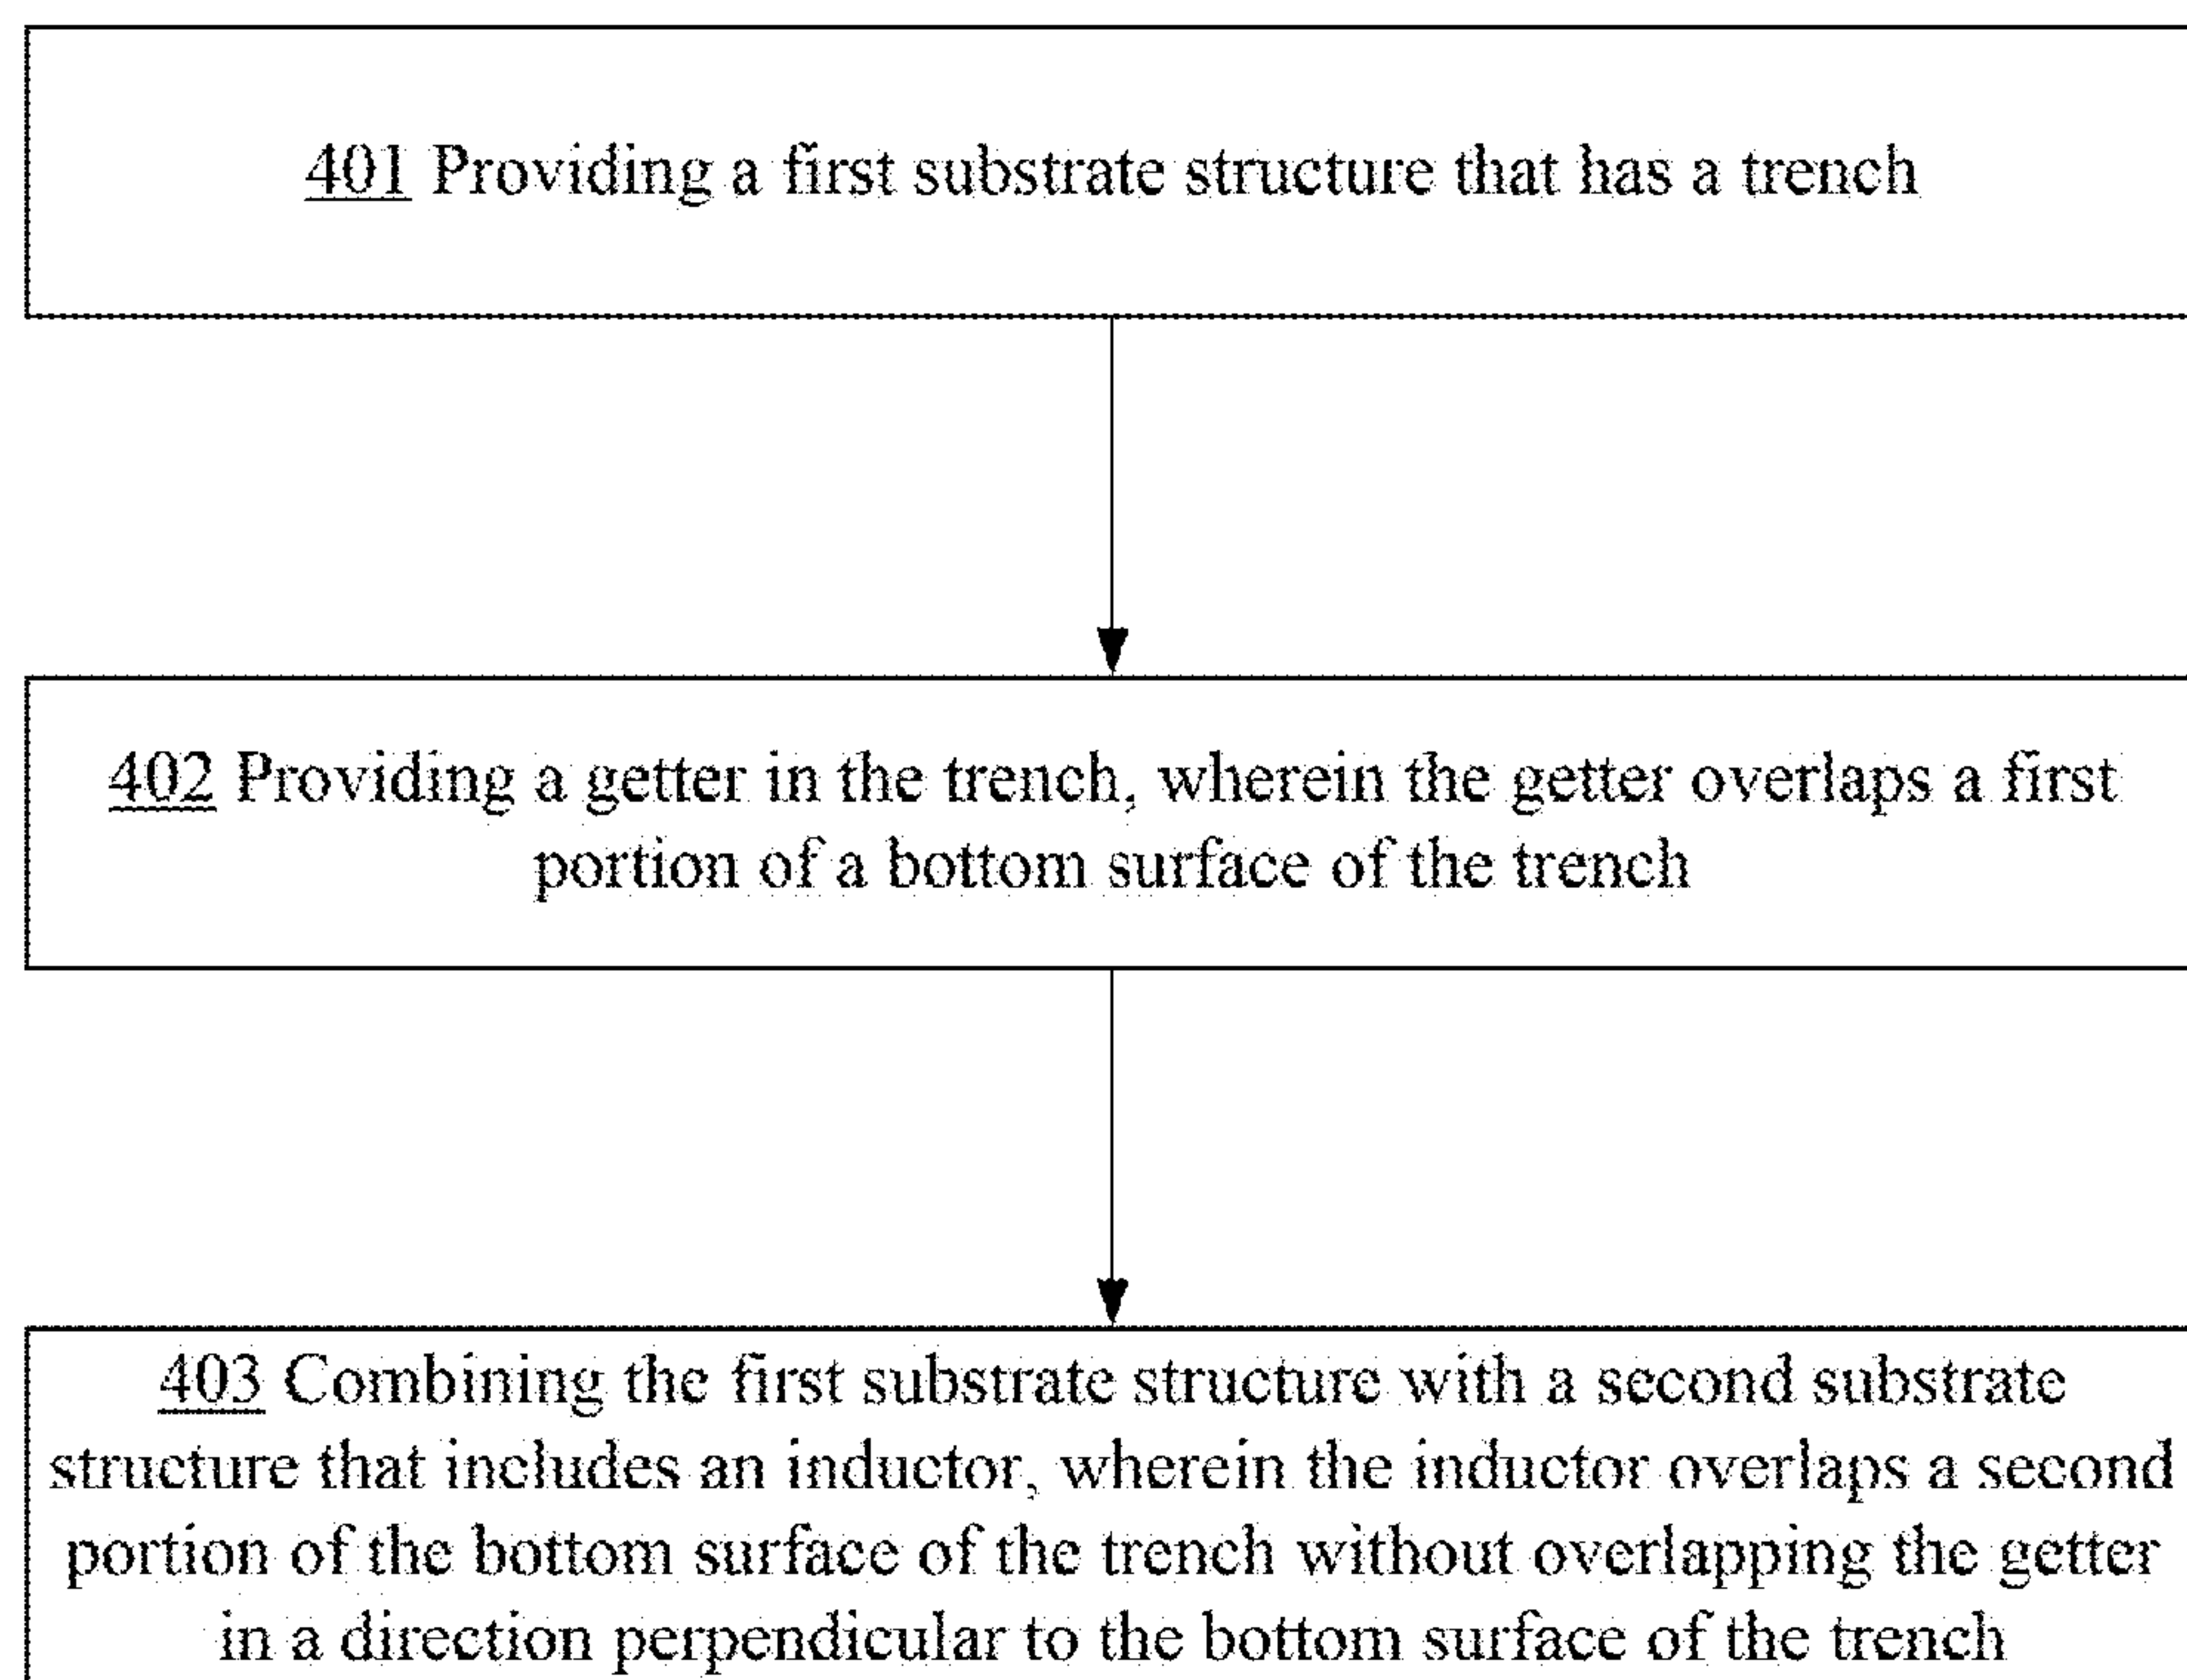 401 Providing a first substrate structure that has a trench
402 Providing a getter in the trench, wherein the getter overlaps a first
portion of a bottom surface of the trench
403 Combining the first substrate structure with a second substrate
structure that includes an inductor, wherein the inductor overlaps a second
portion of the bottom surface of the trench without overlapping the getter
in a direction perpendicular to the bottom surface of the trench